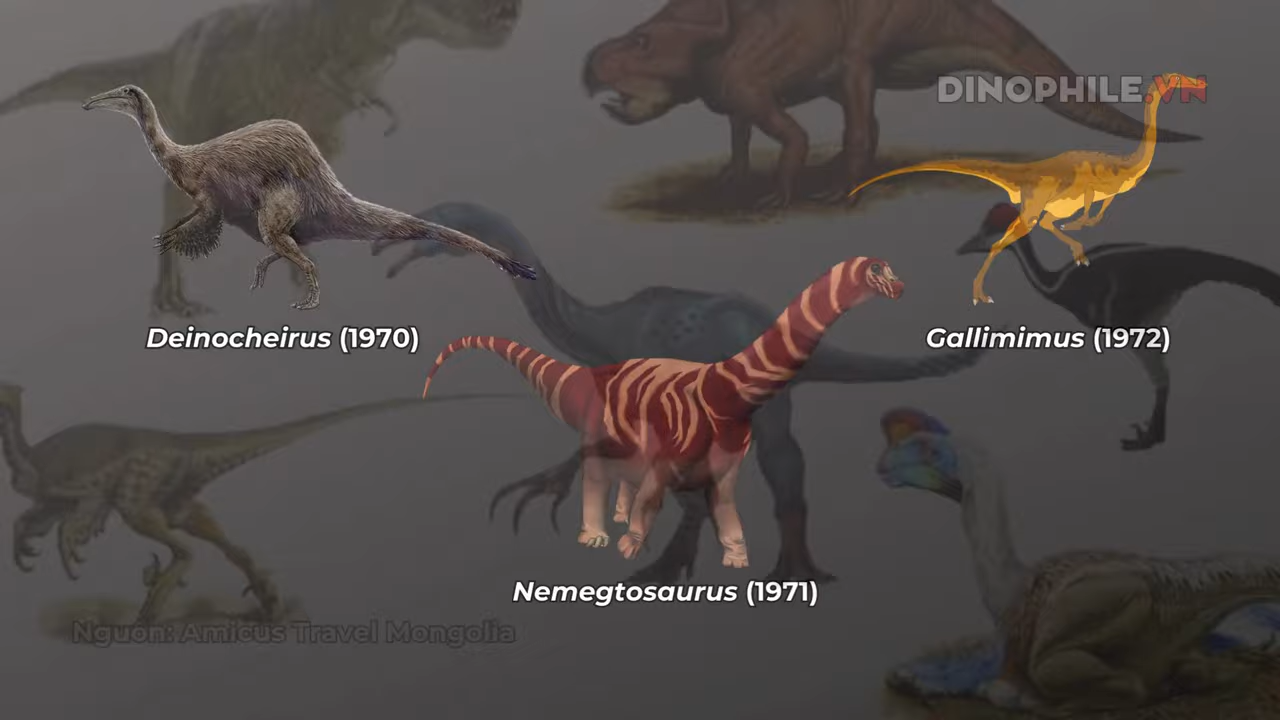 DINOPHILE.VN
Deinocheirus (1970)
Gallimimus (1972)
Nemegtosaurus (1971)
Nguồn: Amicus Travel Mongolia